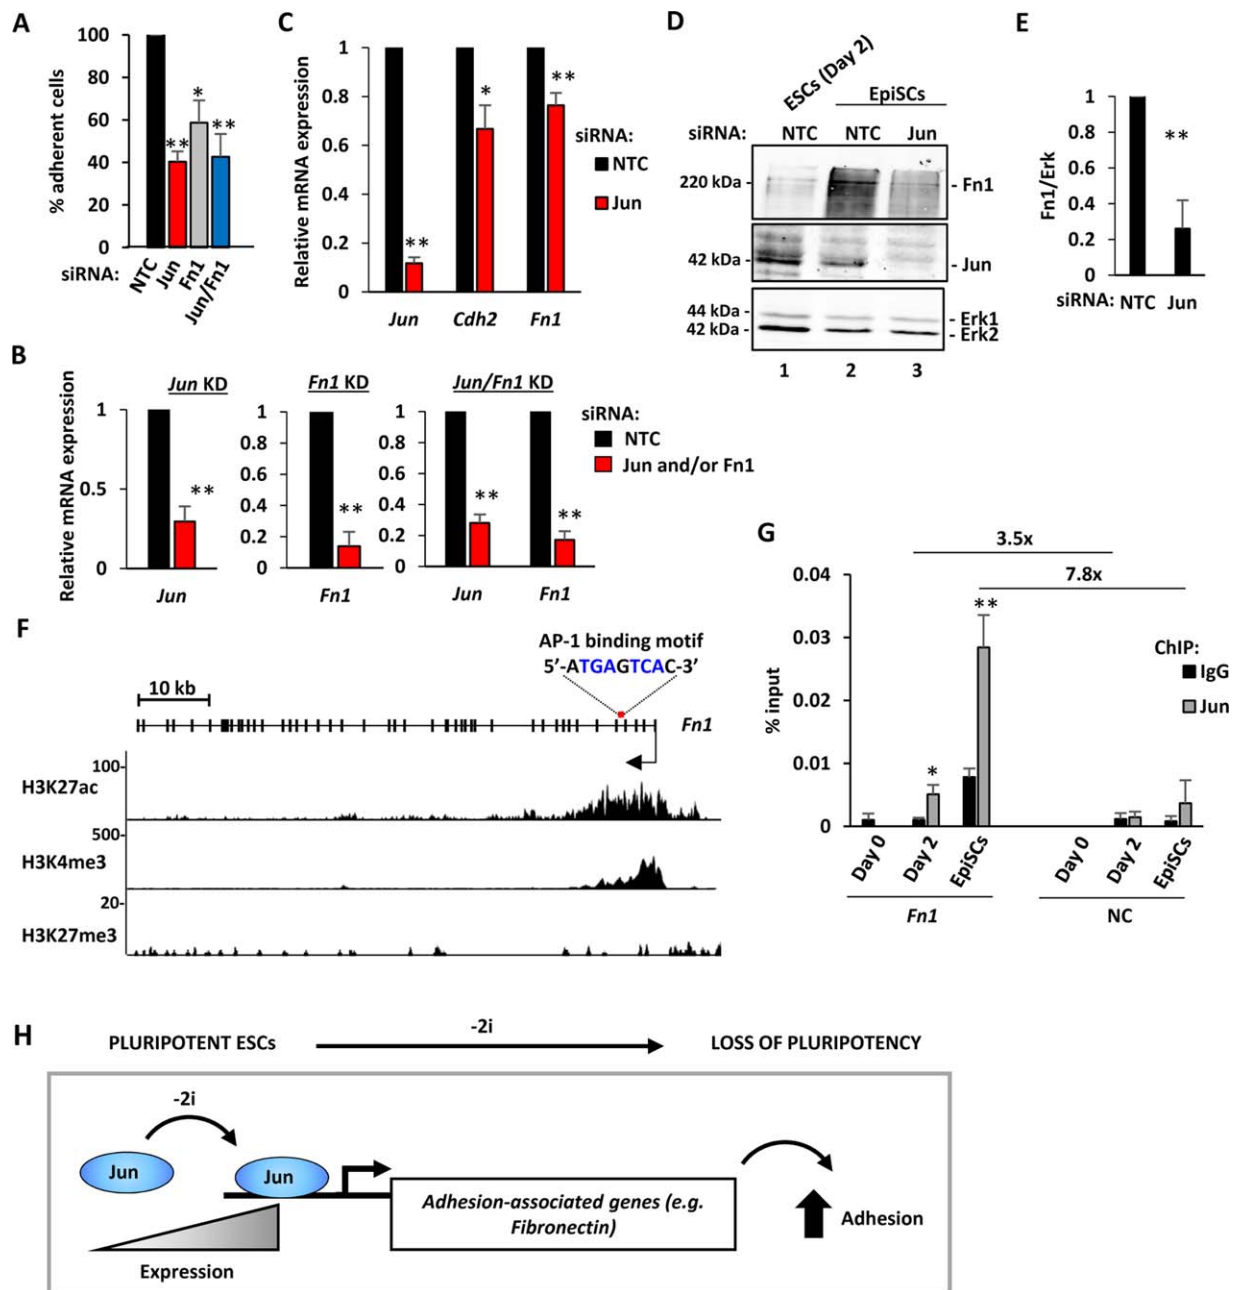 A
% adherent cells
100
80
60
40
20
0
**
*
**
siRNA:
NTC
Jun
Fn1
Jun/Fn1
C
Relative mRNA expression
1
0.8
0.6
0.4
0.2
0
**
*
**
Jun
Cdh2
Fn1
siRNA:
NTC
Jun
D
ESCs (Day 2)
EpiSCs
siRNA:
NTC
NTC
Jun
220 kDa -
- Fn1
42 kDa -
- Jun
44 kDa -
42 kDa -
- Erk1
- Erk2
1
2
3
E
Fn1/Erk
1
0.8
0.6
0.4
0.2
0
**
siRNA: NTC Jun
B
Relative mRNA expression
Jun KD
1
0.5
0
**
Jun
Fn1 KD
1
0.8
0.6
0.4
0.2
0
**
Fn1
Jun/Fn1 KD
1
0.8
0.6
0.4
0.2
0
**
**
Jun
Fn1
siRNA:
NTC
Jun and/or Fn1
F
AP-1 binding motif
5’-ATGAGTCAC-3’
10 kb
Fn1
100-
H3K27ac
500-
H3K4me3
20-
H3K27me3
G
3.5x
7.8x
% input
0.04
0.03
0.02
0.01
0
*
**
ChIP:
IgG
Jun
Day 0
Day 2
EpiSCs
Day 0
Day 2
EpiSCs
Fn1
NC
H
PLURIPOTENT ESCs
-2i
LOSS OF PLURIPOTENCY
-2i
Jun
Jun
Adhesion-associated genes (e.g.
Fibronectin)
Adhesion
Expression